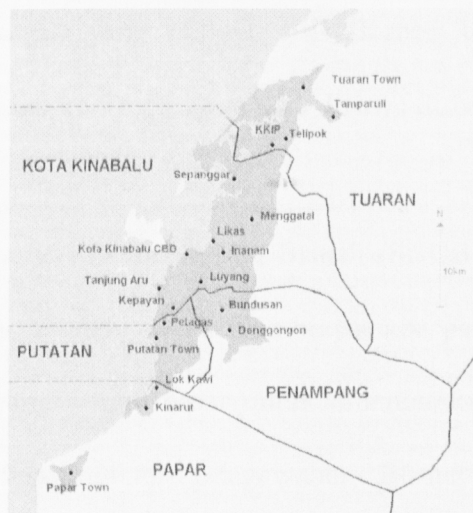 Tuaran Town
Tamparuli
KKIP
Telipok
KOTA KINABALU
Sepanggar
TUARAN
Menggatal
N
Likas
Kota Kinabalu CBD
Inanam
10km
Tanjung Aru
Luyang
Kepayan
Bundusan
Petagas
Donggongon
PUTATAN
Putatan Town
Lok Kawi
PENAMPANG
Kinarut
PAPAR
Papar Town